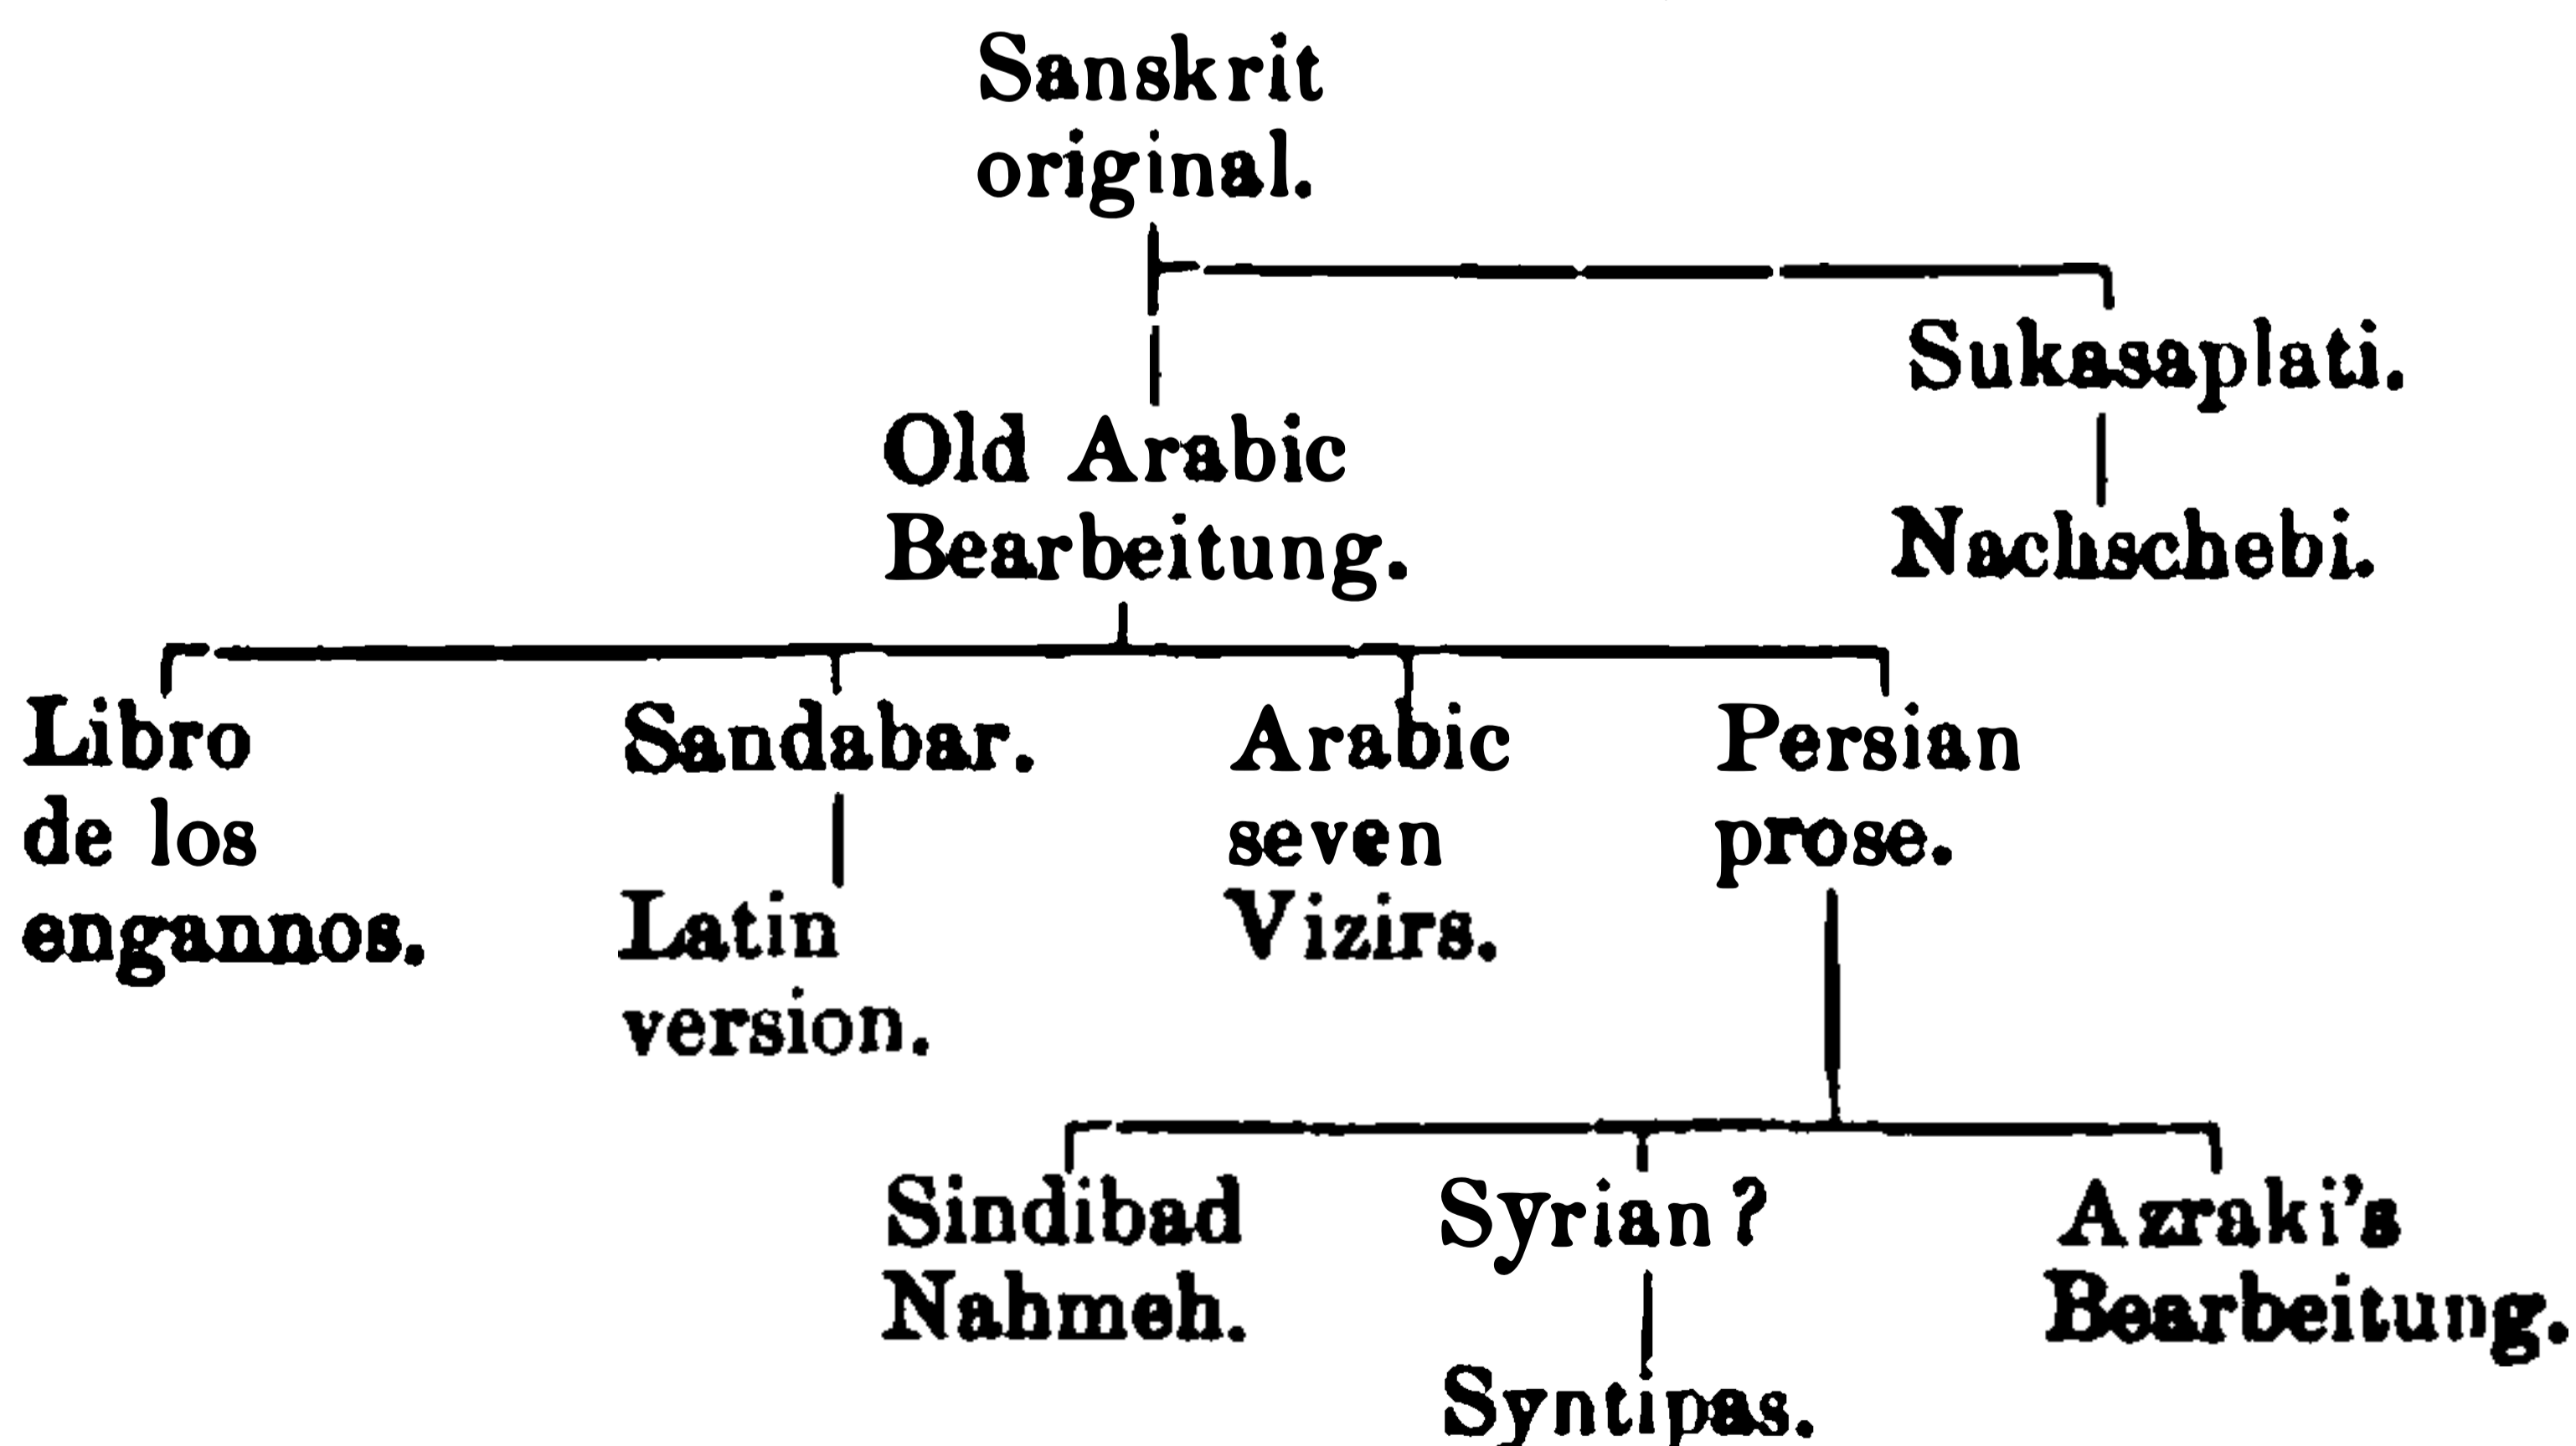 Sanskrit
original.
Sukasaplati.
Old Arabic
Bearbeitung.
Nachschebi.
Libro
de los
engannos.
Sandabar.
Latin
version.
Arabic
seven
Vizirs.
Persian
prose.
Sindibad
Nahmeh.
Syrian?
Syntipas.
Azraki’s
Bearbeitung.